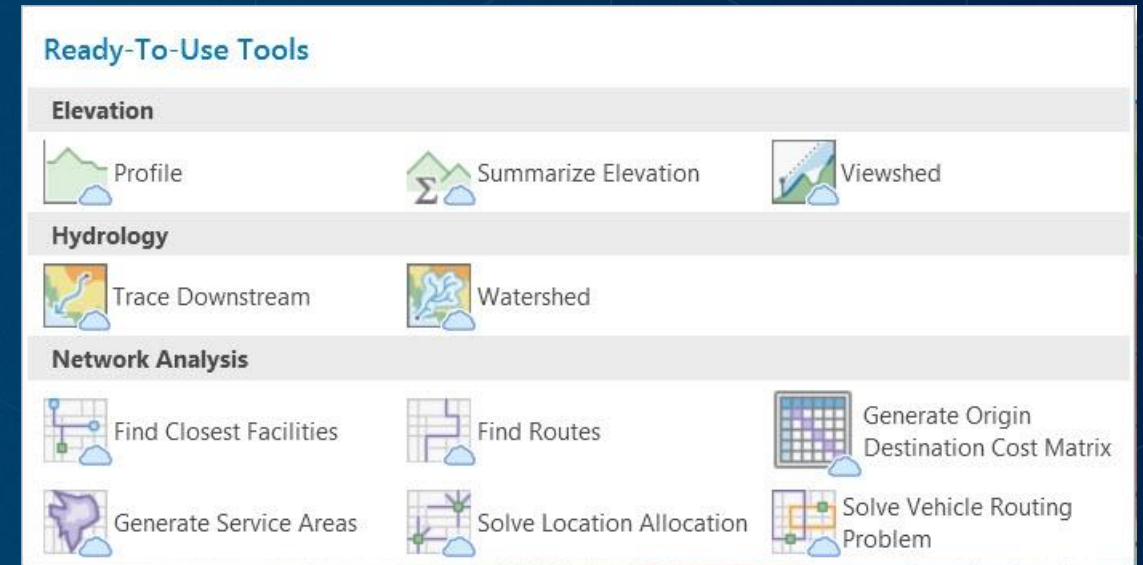 Ready-To-Use Tools
Elevation
Profile
Summarize Elevation
Viewshed
Hydrology
Trace Downstream
Watershed
Network Analysis
Find Closest Facilities
Find Routes
Generate Origin
Destination Cost Matrix
Generate Service Areas
Solve Location Allocation
Solve Vehicle Routing
Problem